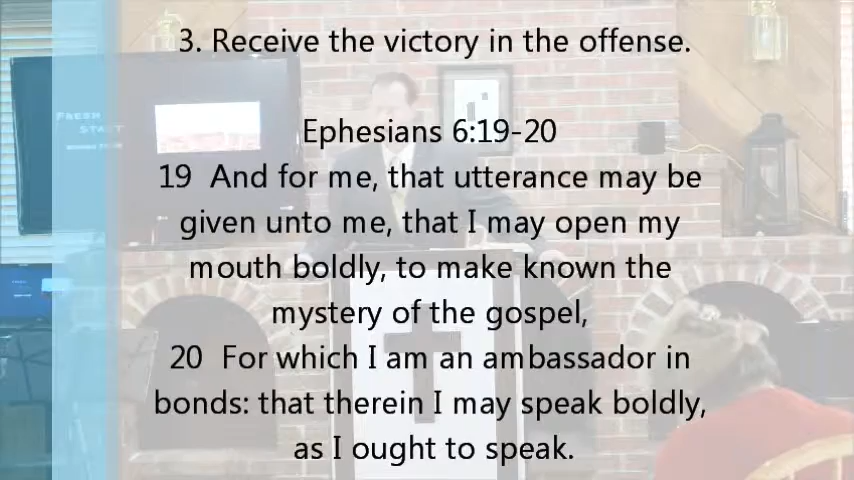 3. Receive the victory in the offense.
Ephesians 6:19-20
19 And for me, that utterance may be
given unto me, that I may open my
mouth boldly, to make known the
mystery of the gospel,
20 For which I am an ambassador in
bonds: that therein I may speak boldly,
as I ought to speak.
FRESH
START